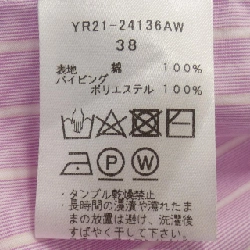 YR21-24136AW
38
表地 綿 100%
パイピング
ポリエステル 100%
・タンブル乾燥禁止
・長時間の浸漬や濡れたま
まの放置は避け、洗濯後
すばやく干して下さい。